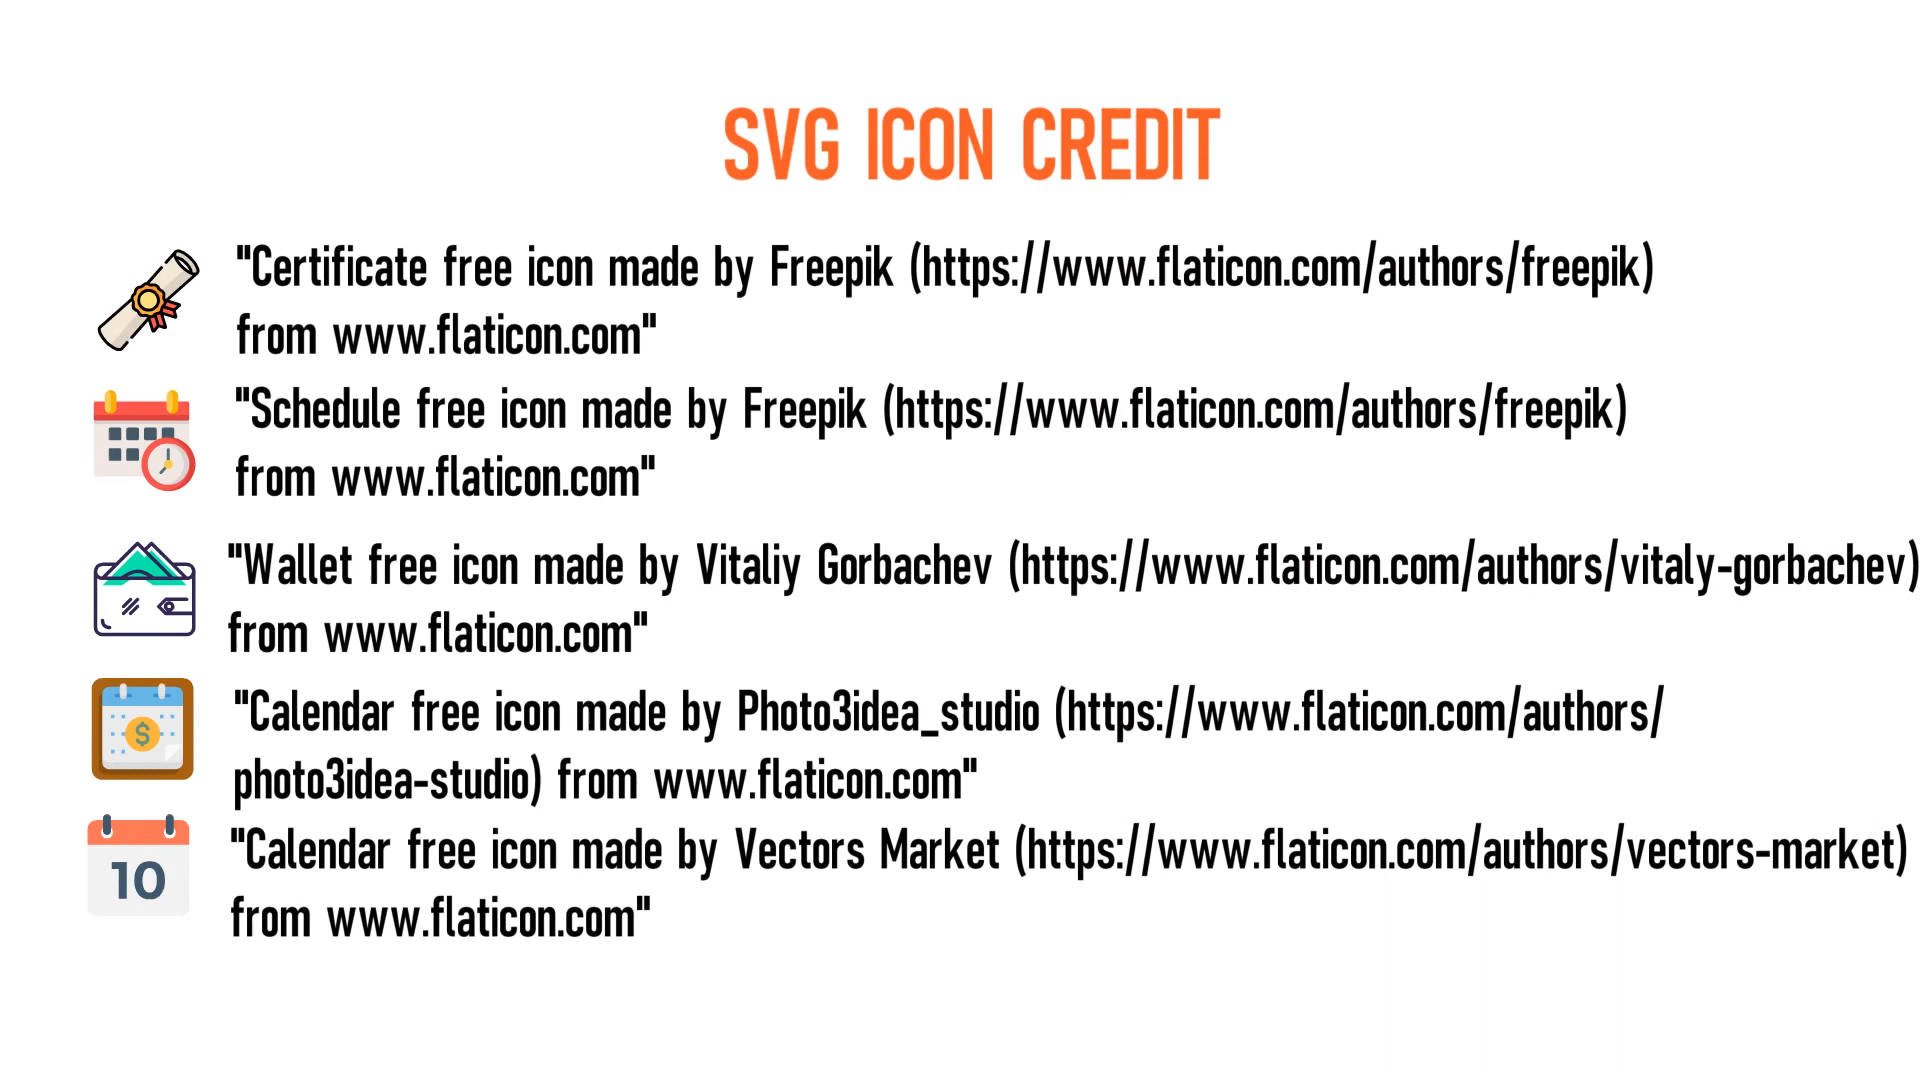 SVG ICON CREDIT
"Certificate free icon made by Freepik (https://www.flaticon.com/authors/freepik)
from www.flaticon.com"
"Schedule free icon made by Freepik (https://www.flaticon.com/authors/freepik)
from www.flaticon.com"
"Wallet free icon made by Vitaliy Gorbachev (https://www.flaticon.com/authors/vitaly-gorbachev)
from www.flaticon.com"
$
"Calendar free icon made by Photo3idea_studio (https://www.flaticon.com/authors/
photo3idea-studio) from www.flaticon.com"
10
"Calendar free icon made by Vectors Market (https://www.flaticon.com/authors/vectors-market)
from www.flaticon.com"